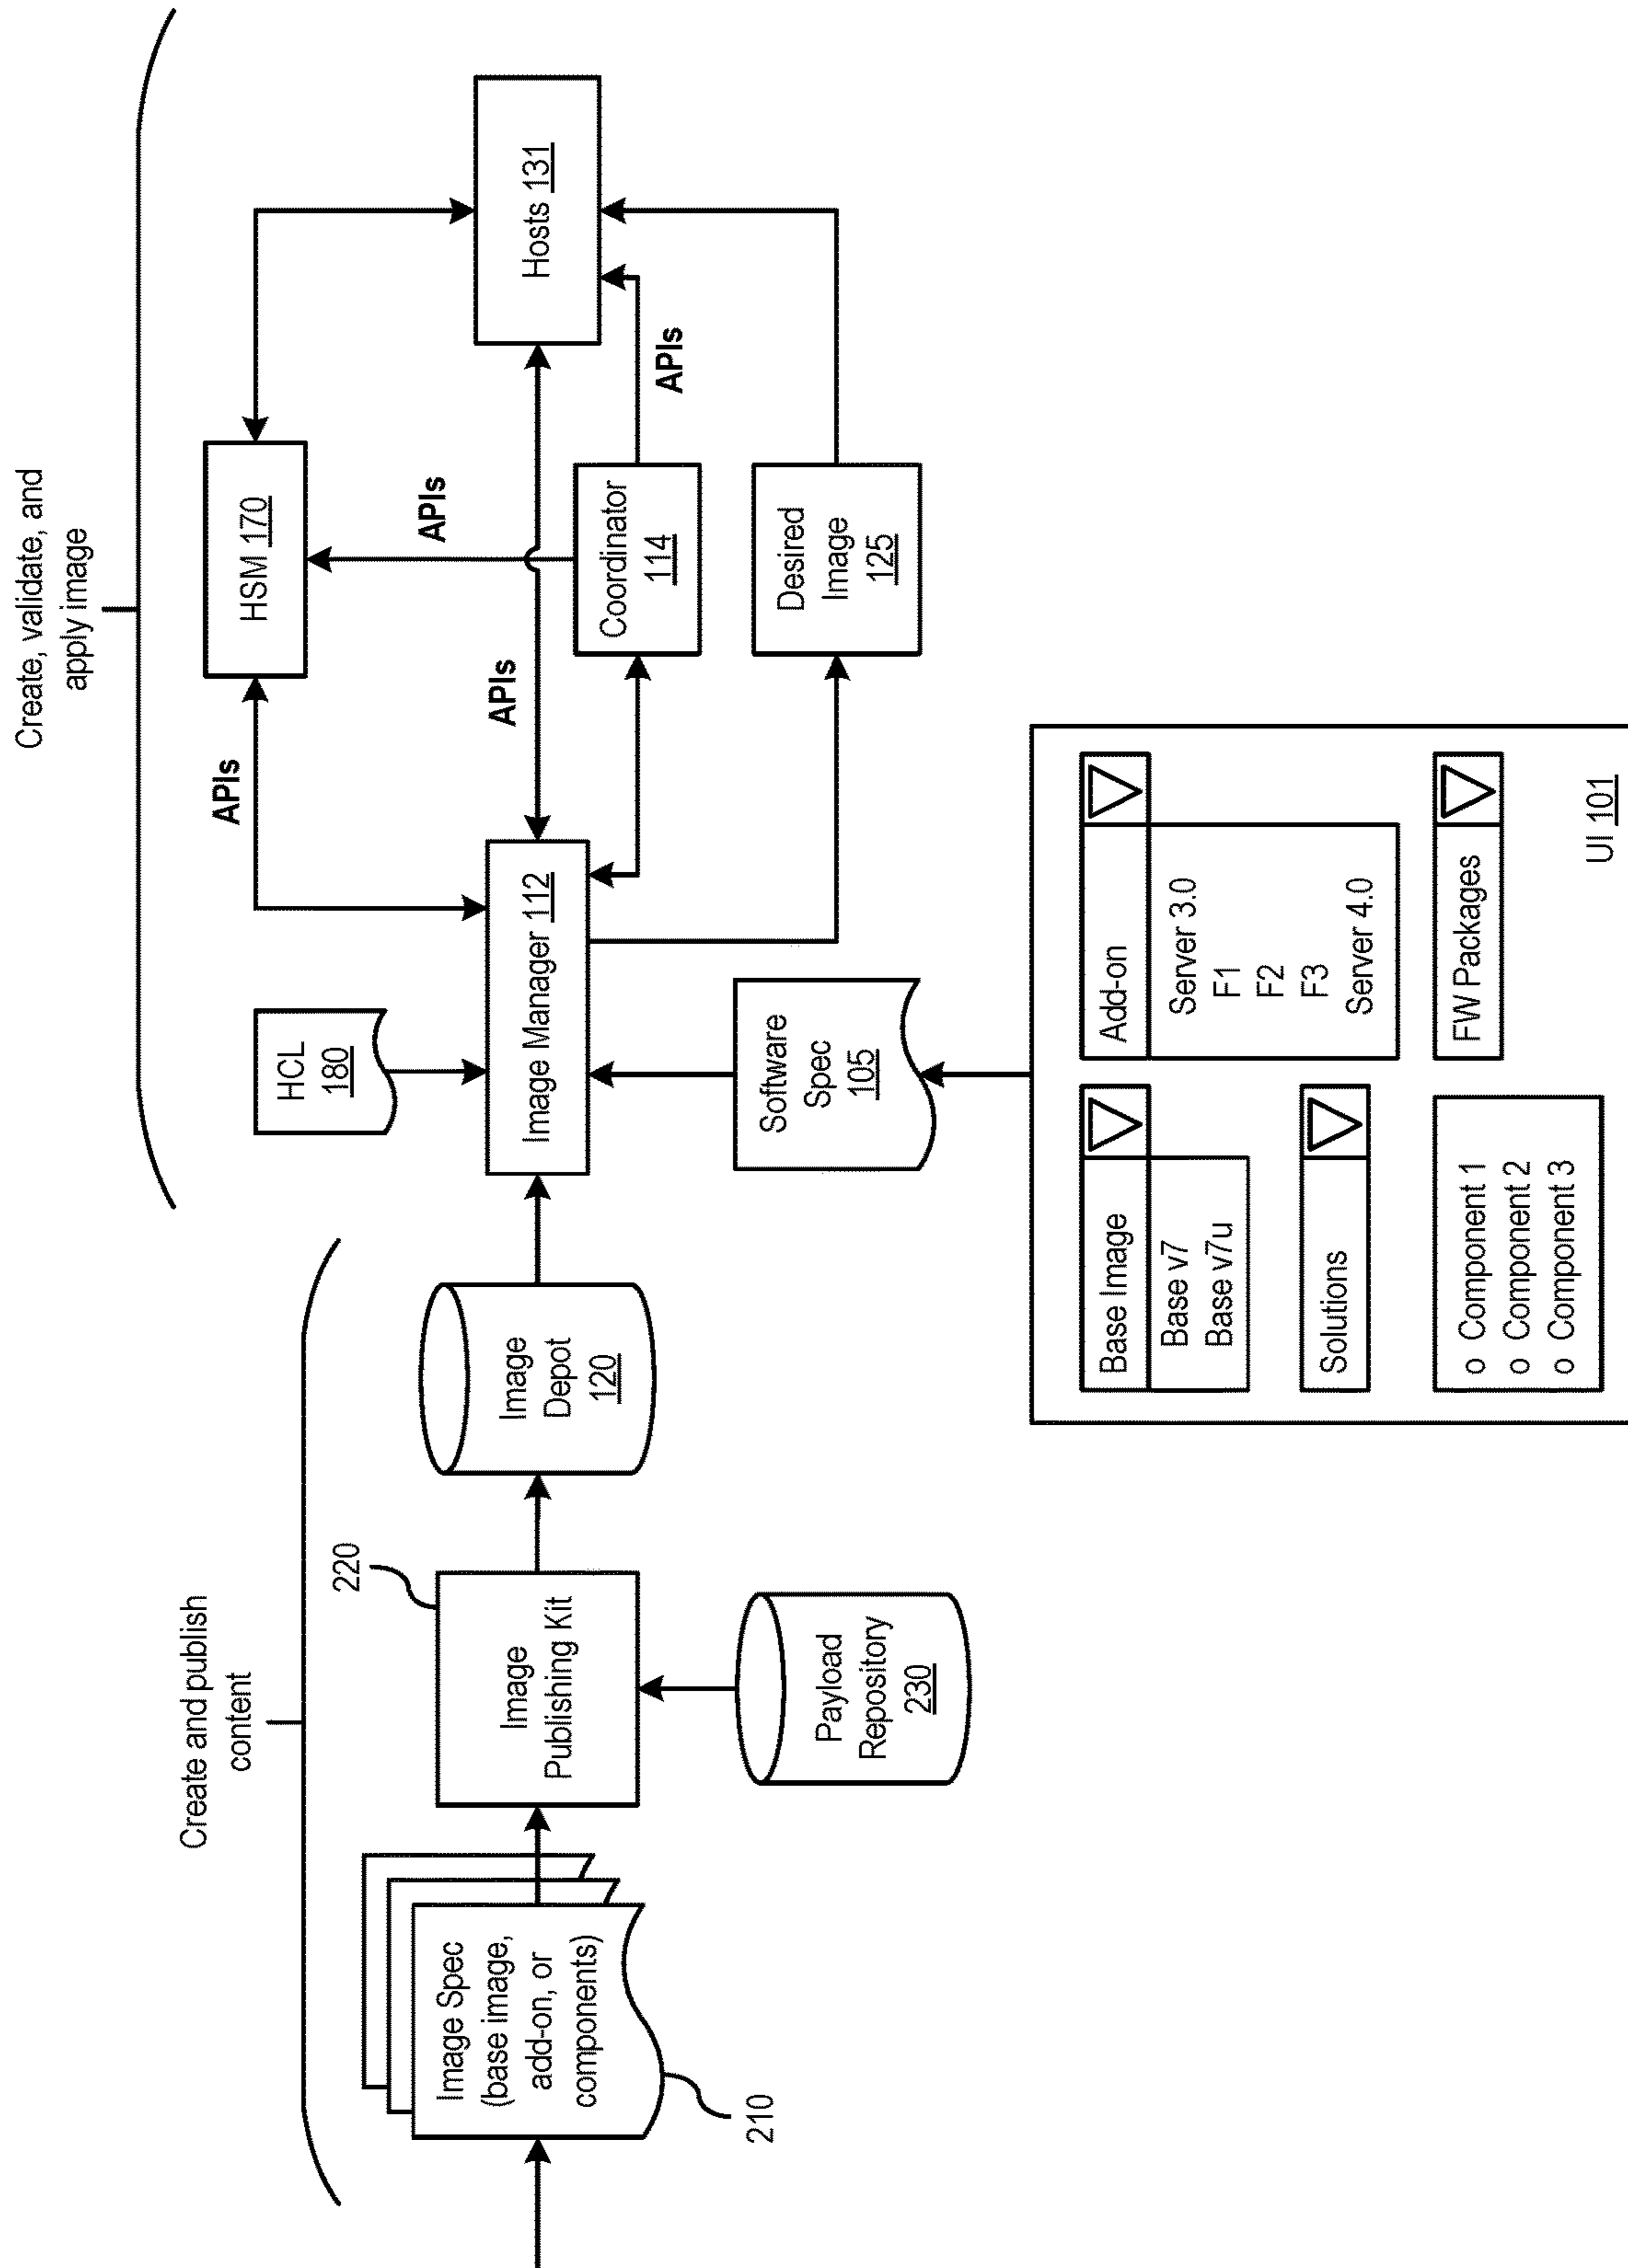 Create and publish
content
Create, validate, and
apply image
Image Spec
(base image,
add-on, or
components)
210
Image
Publishing Kit
220
Payload
Repository
230
Image
Depot
120
HCL
180
Image Manager 112
Software
Spec
105
HSM 170
APIs
APIs
APIs
APIs
Coordinator
114
Desired
Image
125
Hosts 131
Base Image
Base v7
Base v7u
Add-on
Server 3.0
F1
F2
F3
Server 4.0
Solutions
FW Packages
o Component 1
o Component 2
o Component 3
UI 101